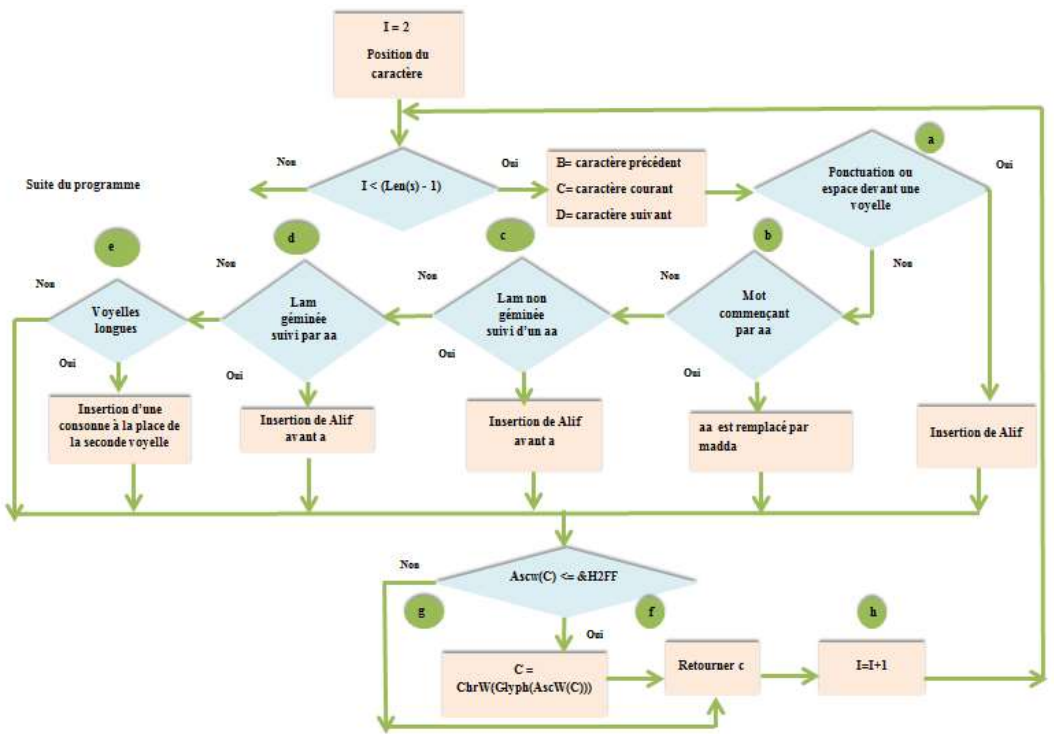 I = 2
Position du
caractère
Non
Oui
I < (Len(s) - 1)
Suite du programme
B= caractère précédent
C= caractère courant
D= caractère suivant
a
Ponctuation ou
espace devant une
voyelle
Oui
Non
b
Mot
commençant
par aa
Non
Oui
c
Lam non
géminée
suivi d'un aa
Non
Oui
d
Lam
géminée
suivi par aa
Non
Oui
e
Voyelles
longues
Non
Oui
Insertion d'une
consonne à la place de
la seconde voyelle
Insertion de Alif
avant a
Insertion de Alif
avant a
aa est remplacé par
madda
Insertion de Alif
Non
Ascw(C) <= &H2FF
g
f
h
Oui
C =
ChrW(Glyph(AscW(C)))
Retourner c
I=I+1